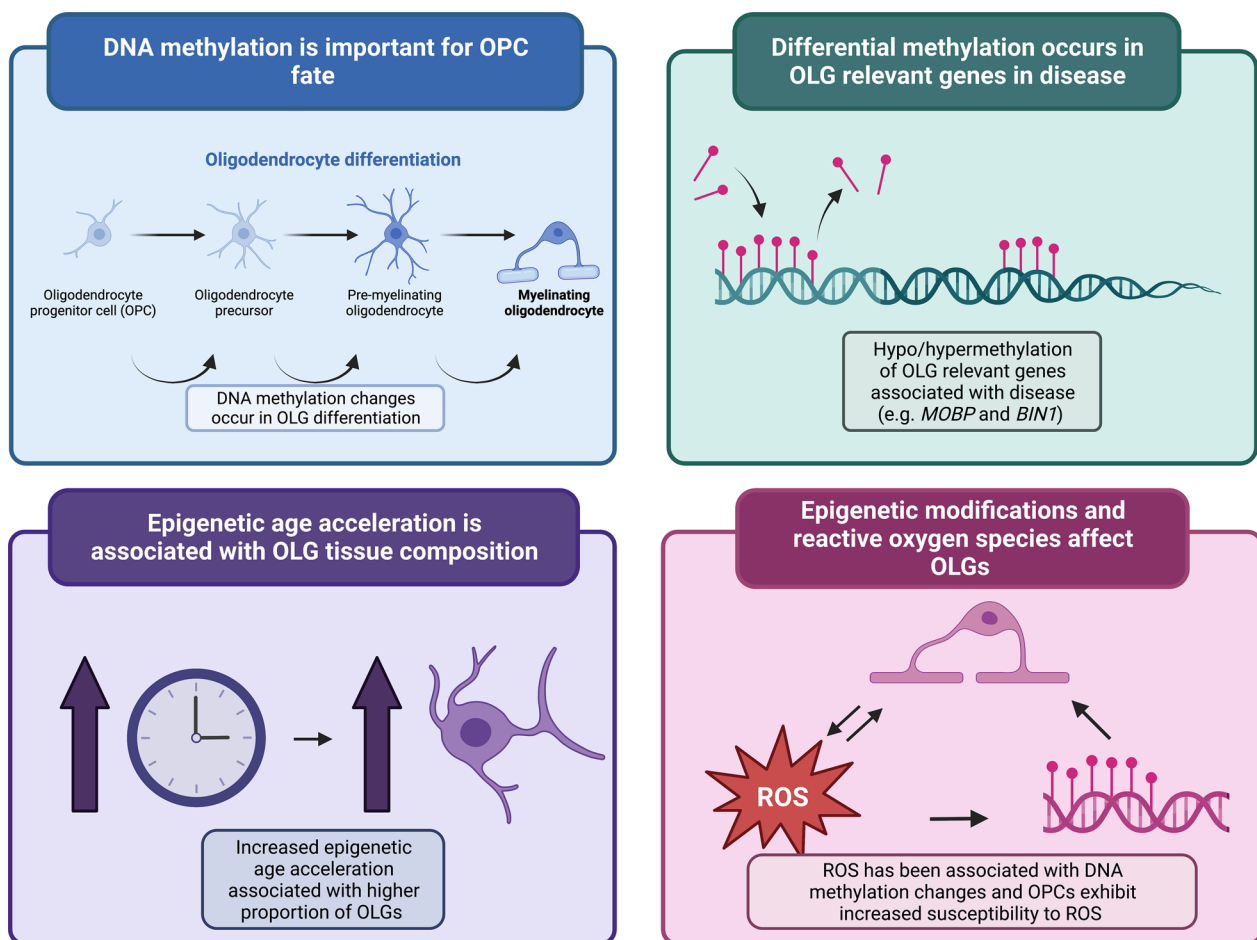 DNA methylation is important for OPC
fate
Oligodendrocyte differentiation
Oligodendrocyte
progenitor cell (OPC)
Oligodendrocyte
precursor
Pre-myelinating
oligodendrocyte
Myelinating
oligodendrocyte
DNA methylation changes
occur in OLG differentiation
Differential methylation occurs in
OLG relevant genes in disease
Hypo/hypermethylation
of OLG relevant genes
associated with disease
(e.g. MOBP and BIN1)
Epigenetic age acceleration is
associated with OLG tissue composition
Increased epigenetic
age acceleration
associated with higher
proportion of OLGs
Epigenetic modifications and
reactive oxygen species affect
OLGs
ROS
ROS has been associated with DNA
methylation changes and OPCs exhibit
increased susceptibility to ROS